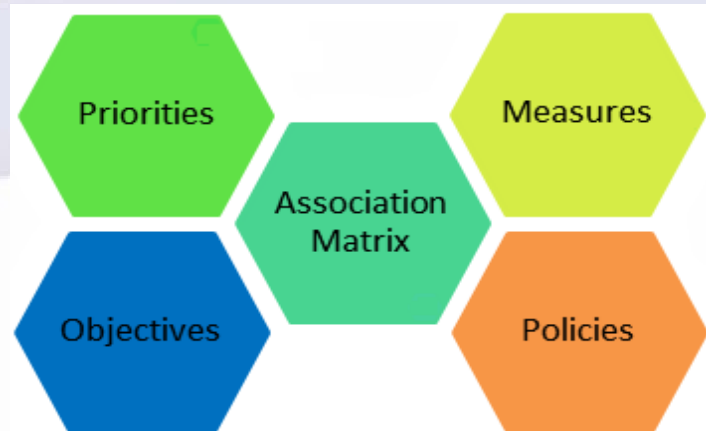 Priorities
Measures
Association
Matrix
Objectives
Policies